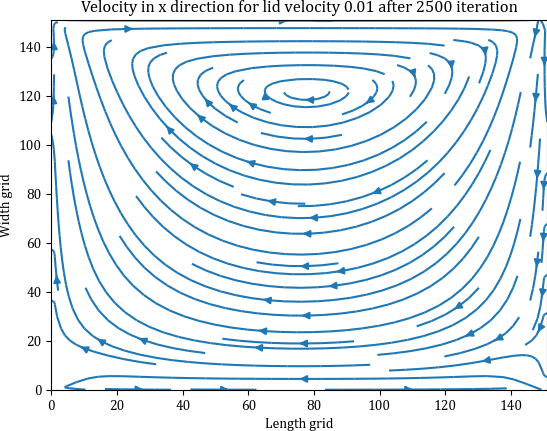 Velocity in x direction for lid velocity 0.01 after 2500 iteration
140
120
100
80
60
40
20
0
Width grid
0 20 40 60 80 100 120 140
Length grid